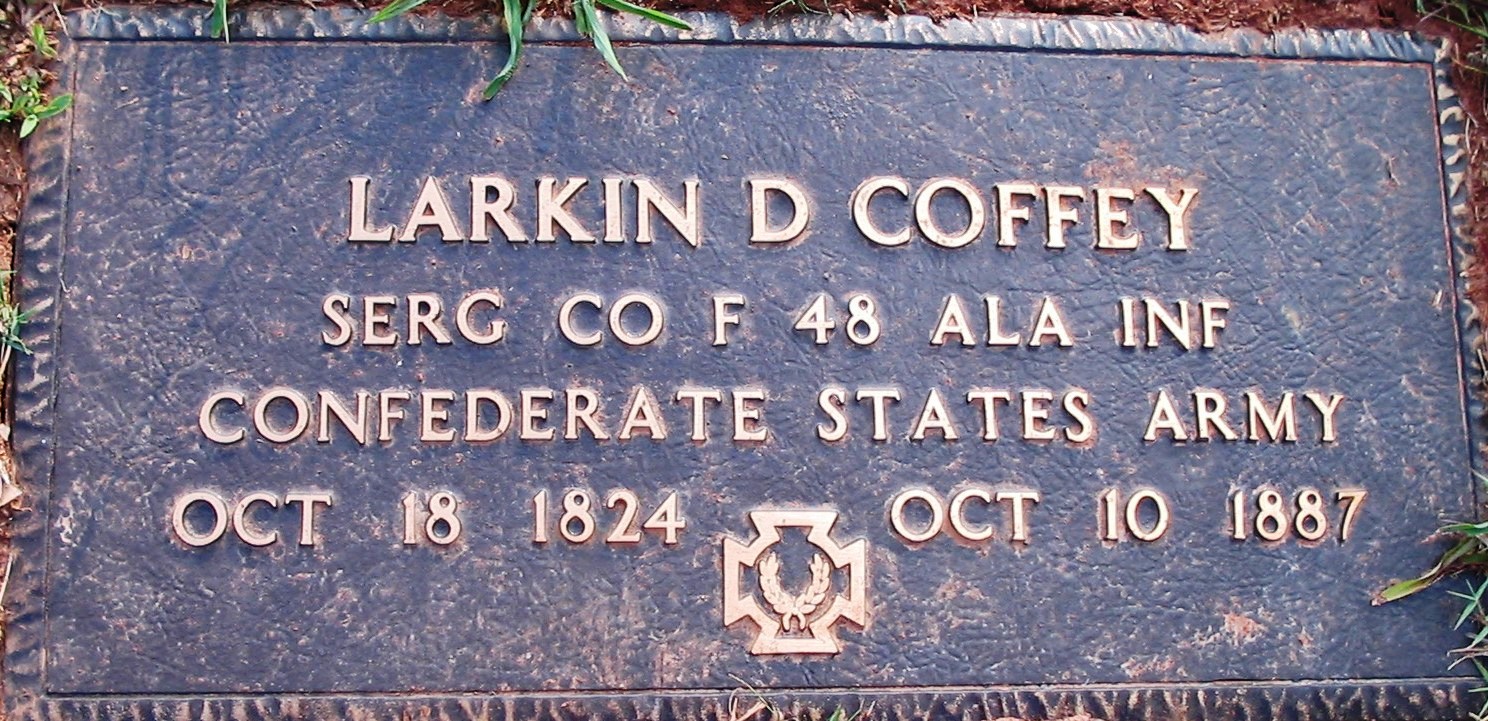 LARKIN D COFFEY
SERG CO F 48 ALA INF
CONFEDERATE STATES ARMY
OCT 18 1824 OCT 10 1887